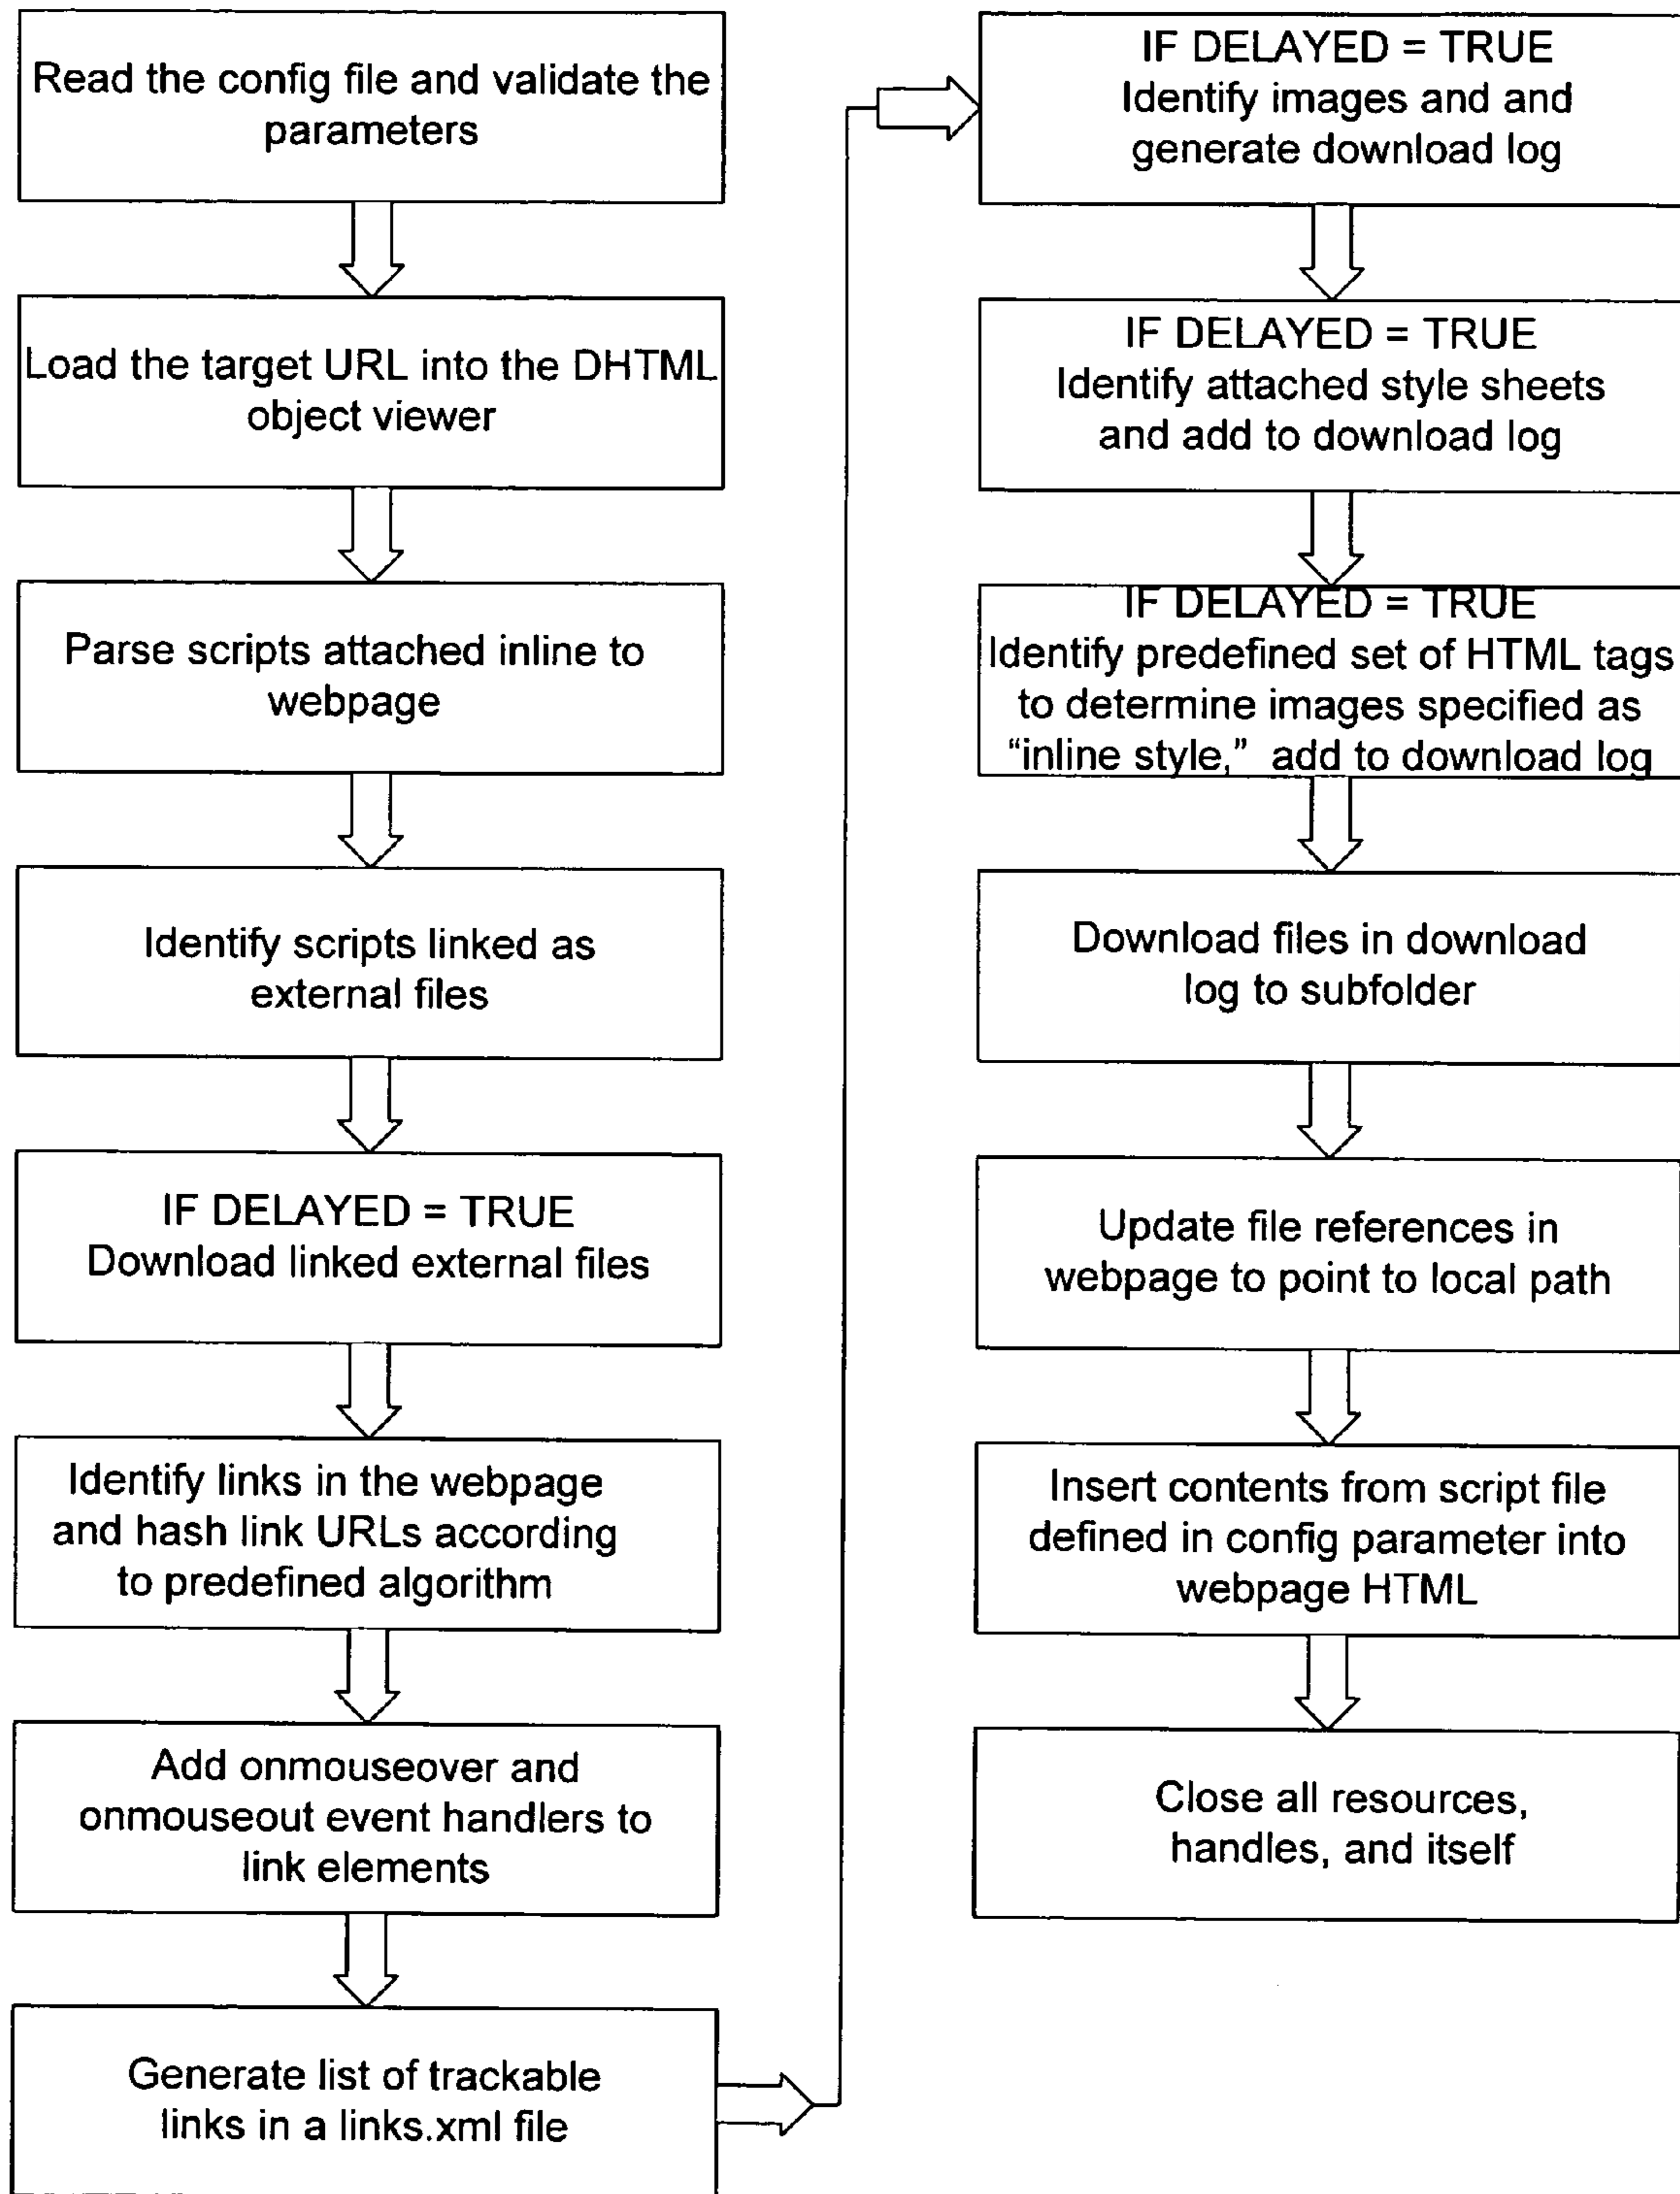 Read the config file and validate the
parameters
Load the target URL into the DHTML
object viewer
Parse scripts attached inline to
webpage
Identify scripts linked as
external files
IF DELAYED = TRUE
Download linked external files
Identify links in the webpage
and hash link URLs according
to predefined algorithm
Add onmouseover and
onmouseout event handlers to
link elements
Generate list of trackable
links in a links.xml file
IF DELAYED = TRUE
Identify images and and
generate download log
IF DELAYED = TRUE
Identify attached style sheets
and add to download log
IF DELAYED = TRUE
Identify predefined set of HTML tags
to determine images specified as
“inline style,” add to download log
Download files in download
log to subfolder
Update file references in
webpage to point to local path
Insert contents from script file
defined in config parameter into
webpage HTML
Close all resources,
handles, and itself